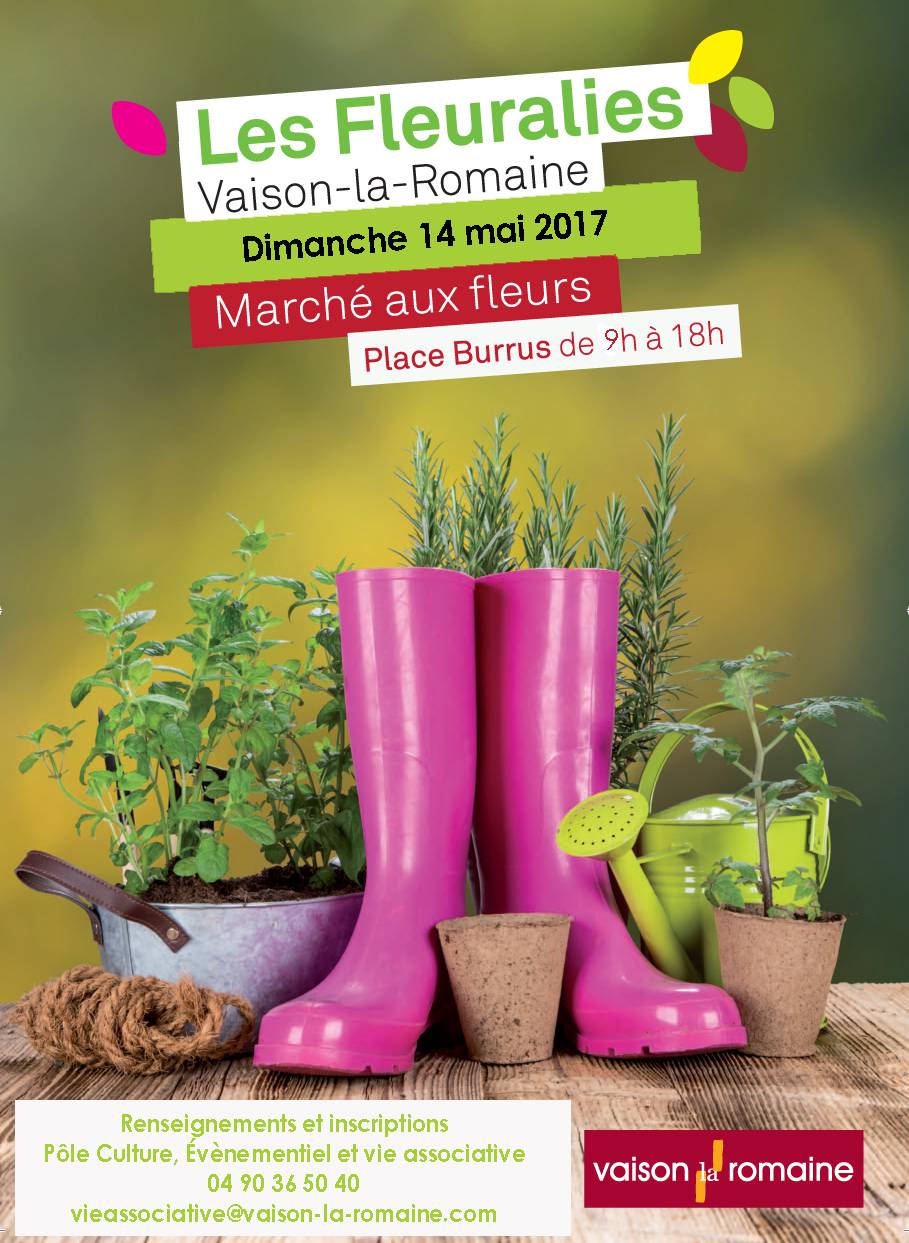 Les Fleuralies
Vaison-la-Romaine
Dimanche 14 mai 2017
Marché aux fleurs
Place Burrus de 9h à 18h
Renseignements et inscriptions
Pôle Culture, Évènementiel et vie associative
04 90 36 50 40
vieassociative@vaison-la-romaine.com
vaison la romaine